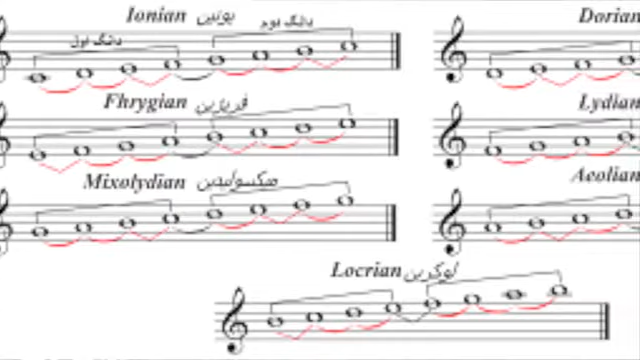 Ionian یونین
Dorian
دانگ اول دانگ دوم
Fhrygian فریژین
Lydian
Mixolydian میکسولیدین
Aeolian
Locrian لوکرین